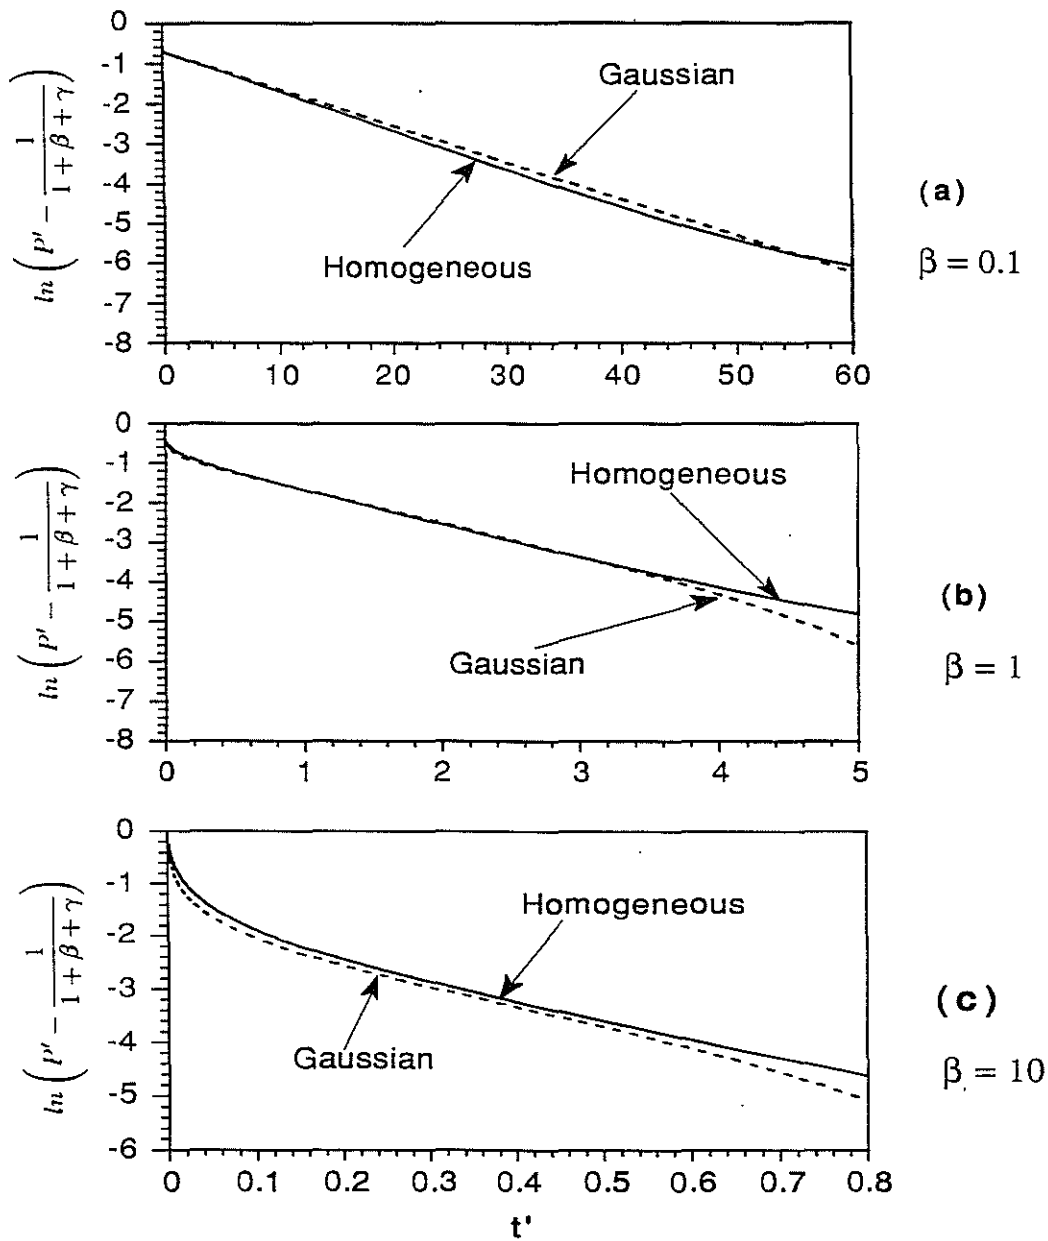 0
-1
-2
-3
-4
-5
-6
-7
-8
ln ( P' − 1 / 1 + β + γ )
Gaussian
Homogeneous
0 10 20 30 40 50 60
(a)
β = 0.1
0
-1
-2
-3
-4
-5
-6
-7
-8
ln ( P' − 1 / 1 + β + γ )
Homogeneous
Gaussian
0 1 2 3 4 5
(b)
β = 1
0
-1
-2
-3
-4
-5
-6
ln ( P' − 1 / 1 + β + γ )
Homogeneous
Gaussian
0 0.1 0.2 0.3 0.4 0.5 0.6 0.7 0.8
t'
(c)
β = 10